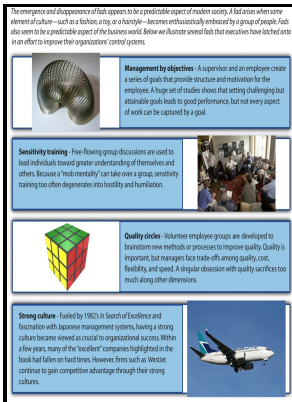 The emergence and disappearance of fads appears to be a predictable aspect of modern society. A fad arises when some
element of culture—such as a fashion, a toy, or a hairstyle—becomes enthusiastically embraced by a group of people. Fads
also seem to be a predictable aspect of the business world. Below we illustrate several fads that executives have latched onto
in an effort to improve their organizations' control systems.
Management by objectives - A supervisor and an employee create
a series of goals that provide structure and motivation for the
employee. A huge set of studies shows that setting challenging but
attainable goals leads to good performance, but not every aspect
of work can be captured by a goal.
Sensitivity training - Free-flowing group discussions are used to
lead individuals toward greater understanding of themselves and
others. Because a "mob mentality" can take over a group, sensitivity
training too often degenerates into hostility and humiliation.
Quality circles - Volunteer employee groups are developed to
brainstorm new methods or processes to improve quality. Quality is
important, but managers face trade-offs among quality, cost,
flexibility, and speed. A singular obsession with quality sacrifices too
much along other dimensions.
Strong culture - Fueled by 1982's In Search of Excellence and
fascination with Japanese management systems, having a strong
culture became viewed as crucial to organizational success. Within
a few years, many of the "excellent" companies highlighted in the
book had fallen on hard times. However, firms such as WestJet
continue to gain competitive advantage through their strong
cultures.